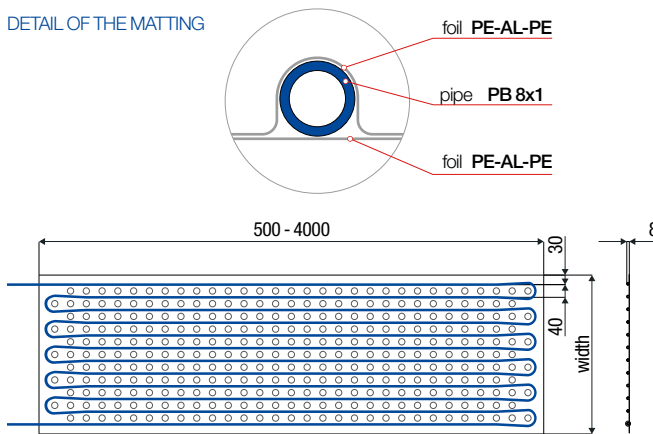 DETAIL OF THE MATTING
foil PE-AL-PE
pipe PB 8x1
foil PE-AL-PE
500 - 4000
30
8
40
width